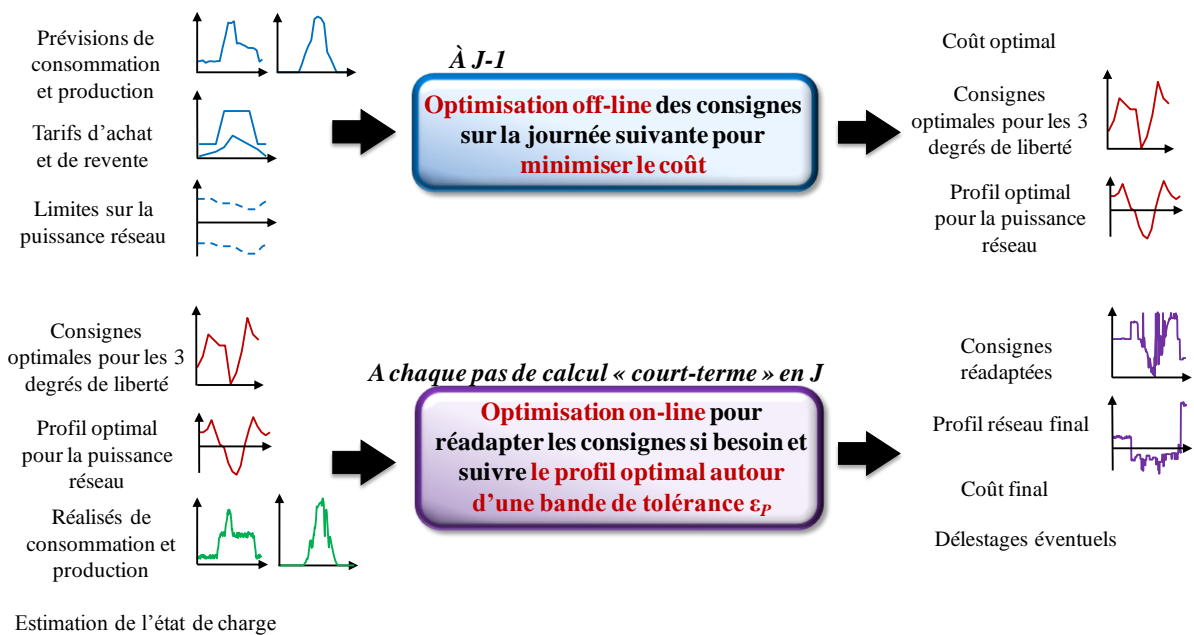 Prévisions de
consommation
et production
Tarifs d'achat
et de revente
Limites sur la
puissance réseau
À J-1
Optimisation off-line des consignes
sur la journée suivante pour
minimiser le coût
Coût optimal
Consignes
optimales pour les 3
degrés de liberté
Profil optimal
pour la puissance
réseau
Consignes
optimales pour les 3
degrés de liberté
Profil optimal
pour la puissance
réseau
Réalisés de
consommation et
production
Estimation de l'état de charge
A chaque pas de calcul « court-terme » en J
Optimisation on-line pour
réadapter les consignes si besoin et
suivre le profil optimal autour
d'une bande de tolérance εP
Consignes
réadaptées
Profil réseau final
Coût final
Délestages éventuels